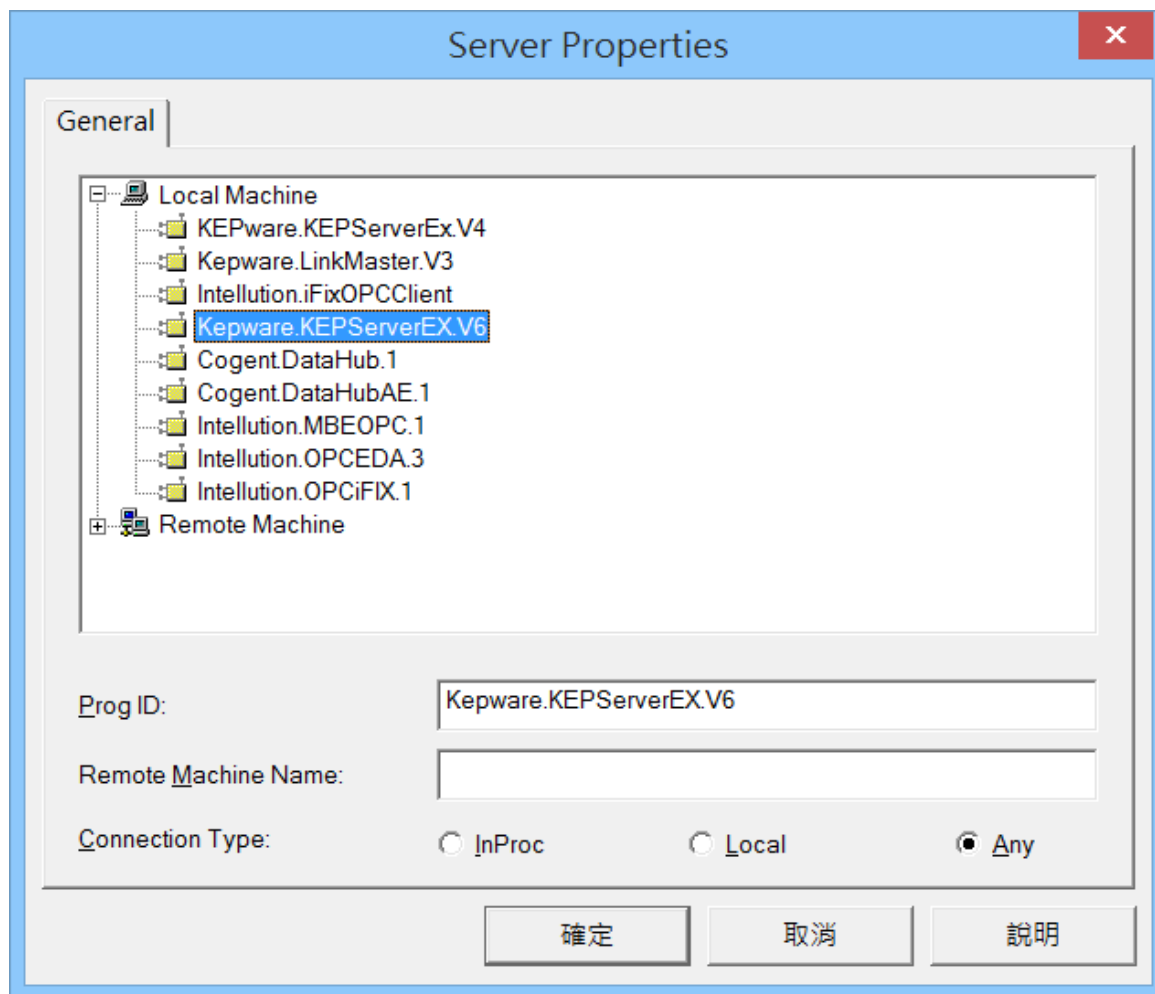 Server Properties
General
Local Machine
KEPware.KEPServerEx.V4
Kepware.LinkMaster.V3
Intellution.iFixOPCClient
Kepware.KEPServerEX.V6
Cogent.DataHub.1
Cogent.DataHubAE.1
Intellution.MBEOPC.1
Intellution.OPCEDA.3
Intellution.OPCiFIX.1
Remote Machine
Prog ID: Kepware.KEPServerEX.V6
Remote Machine Name:
Connection Type: InProc Local Any
確定 取消 說明